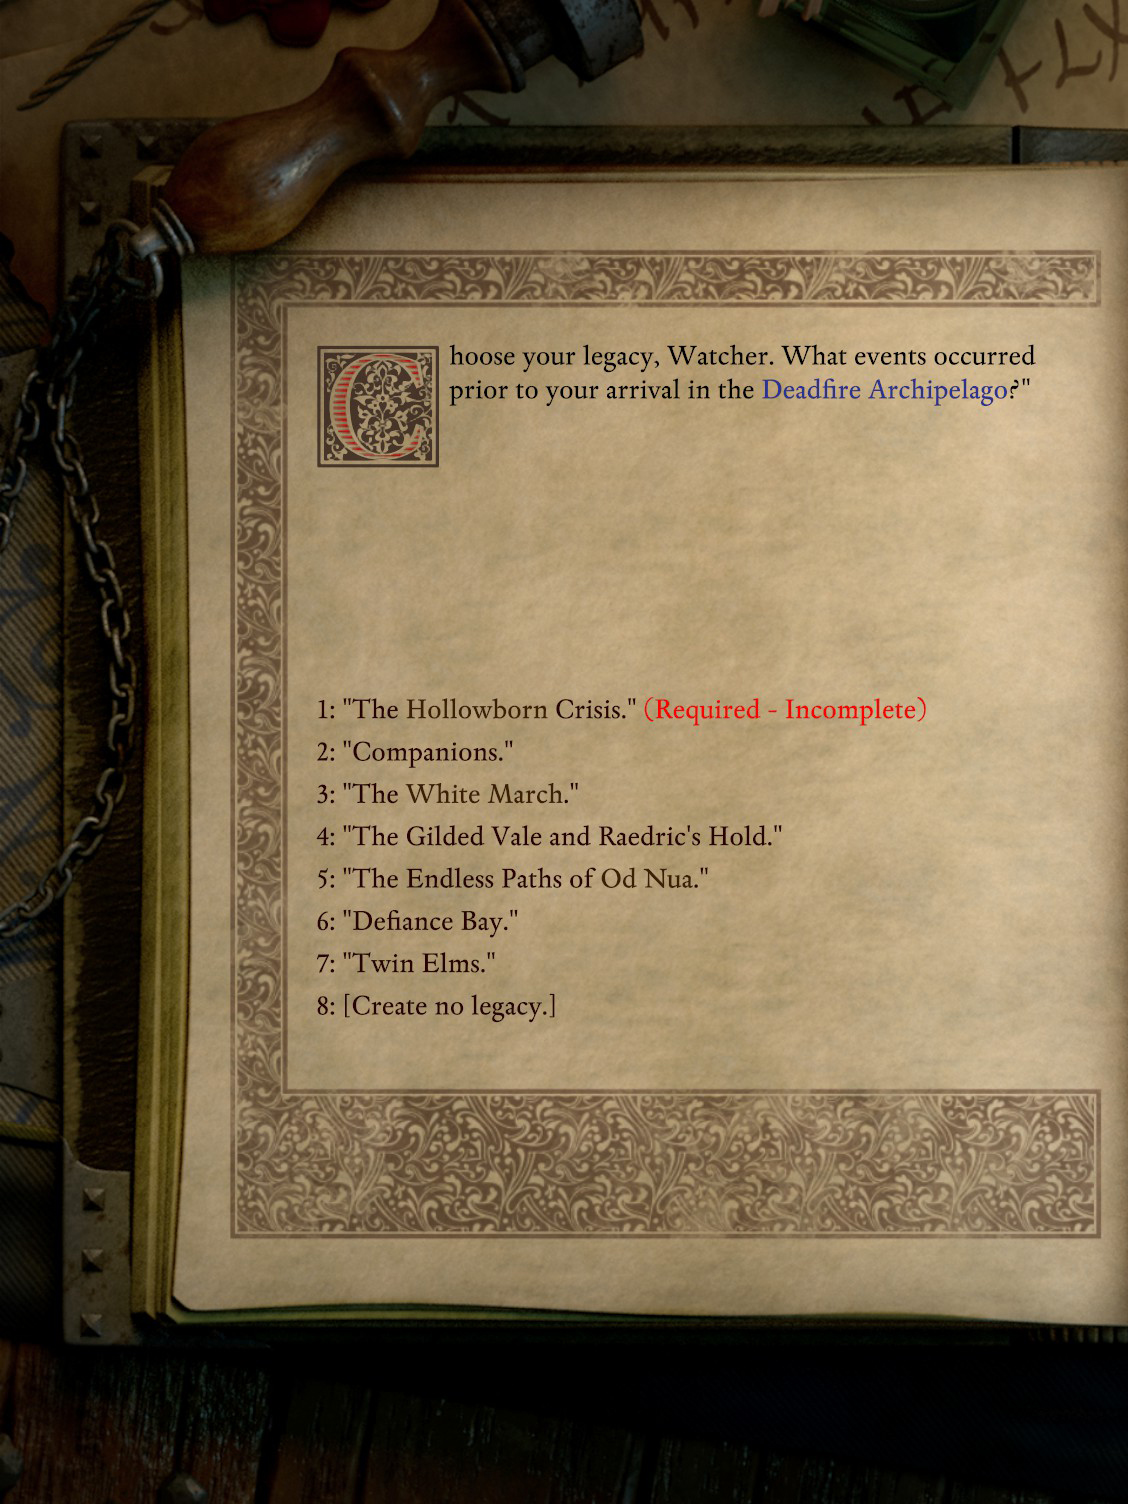 Choose your legacy, Watcher. What events occurred
prior to your arrival in the Deadfire Archipelago?"
1: "The Hollowborn Crisis." (Required - Incomplete)
2: "Companions."
3: "The White March."
4: "The Gilded Vale and Raedric's Hold."
5: "The Endless Paths of Od Nua."
6: "Defiance Bay."
7: "Twin Elms."
8: [Create no legacy.]